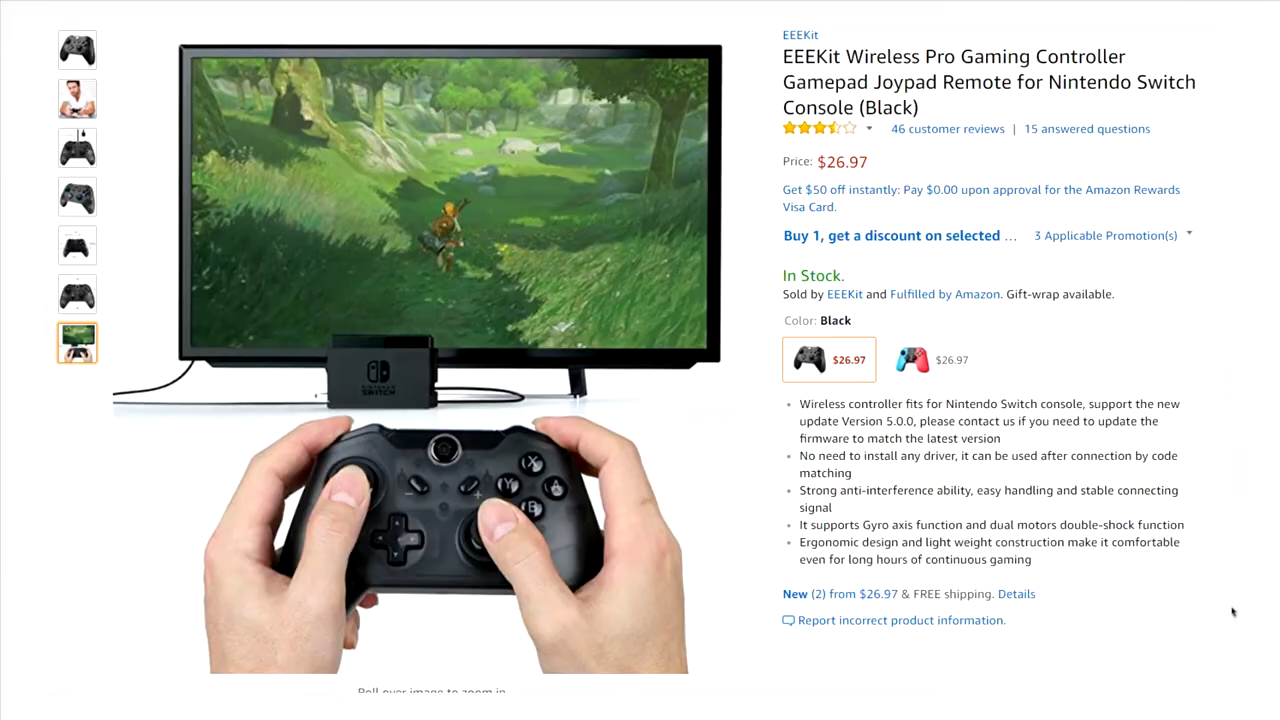 EEEKit
EEEKit Wireless Pro Gaming Controller
Gamepad Joypad Remote for Nintendo Switch
Console (Black)
46 customer reviews | 15 answered questions
Price: $26.97
Get $50 off instantly: Pay $0.00 upon approval for the Amazon Rewards
Visa Card.
Buy 1, get a discount on selected ... 3 Applicable Promotion(s)
In Stock.
Sold by EEEKit and Fulfilled by Amazon. Gift-wrap available.
Color: Black
$26.97 $26.97
Wireless controller fits for Nintendo Switch console, support the new
update Version 5.0.0, please contact us if you need to update the
firmware to match the latest version
No need to install any driver, it can be used after connection by code
matching
Strong anti-interference ability, easy handling and stable connecting
signal
It supports Gyro axis function and dual motors double-shock function
Ergonomic design and light weight construction make it comfortable
even for long hours of continuous gaming
New (2) from $26.97 & FREE shipping. Details
Report incorrect product information.
NINTENDO
SWITCH
X
Y A
B
- +
Roll over image to zoom in